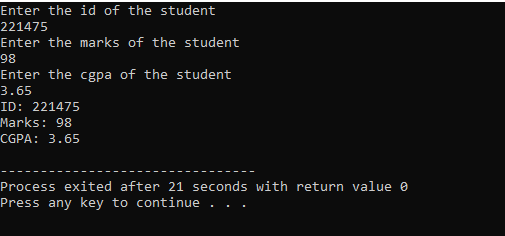 Enter the id of the student
221475
Enter the marks of the student
98
Enter the cgpa of the student
3.65
ID: 221475
Marks: 98
CGPA: 3.65
--------------------------------
Process exited after 21 seconds with return value 0
Press any key to continue . . .